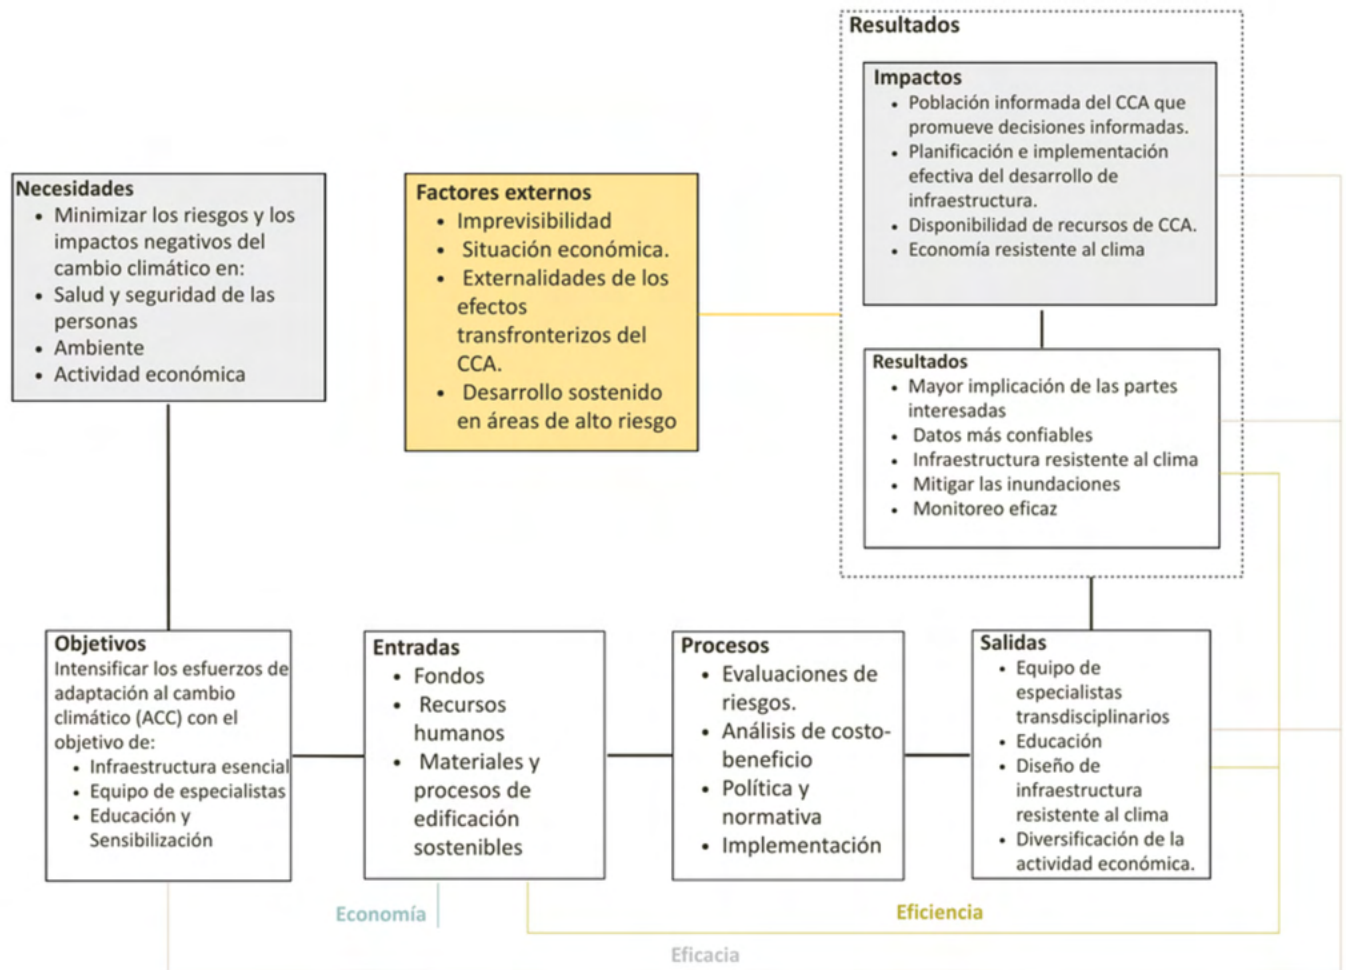 Resultados
Impactos
• Población informada del CCA que
promueve decisiones informadas.
• Planificación e implementación
efectiva del desarrollo de
infraestructura.
• Disponibilidad de recursos de CCA.
• Economía resistente al clima
Necesidades
• Minimizar los riesgos y los
impactos negativos del
cambio climático en:
• Salud y seguridad de las
personas
• Ambiente
• Actividad económica
Factores externos
• Imprevisibilidad
• Situación económica.
• Externalidades de los
efectos
transfronterizos del
CCA.
• Desarrollo sostenido
en áreas de alto riesgo
Resultados
• Mayor implicación de las partes
interesadas
• Datos más confiables
• Infraestructura resistente al clima
• Mitigar las inundaciones
• Monitoreo eficaz
Objetivos
Intensificar los esfuerzos de
adaptación al cambio
climático (ACC) con el
objetivo de:
• Infraestructura esencial
• Equipo de especialistas
• Educación y
Sensibilización
Entradas
• Fondos
• Recursos
humanos
• Materiales y
procesos de
edificación
sostenibles
Procesos
• Evaluaciones de
riesgos.
• Análisis de costo-
beneficio
• Política y
normativa
• Implementación
Salidas
• Equipo de
especialistas
transdisciplinarios
• Educación
• Diseño de
infraestructura
resistente al clima
• Diversificación de la
actividad económica.
Economía
Eficiencia
Eficacia